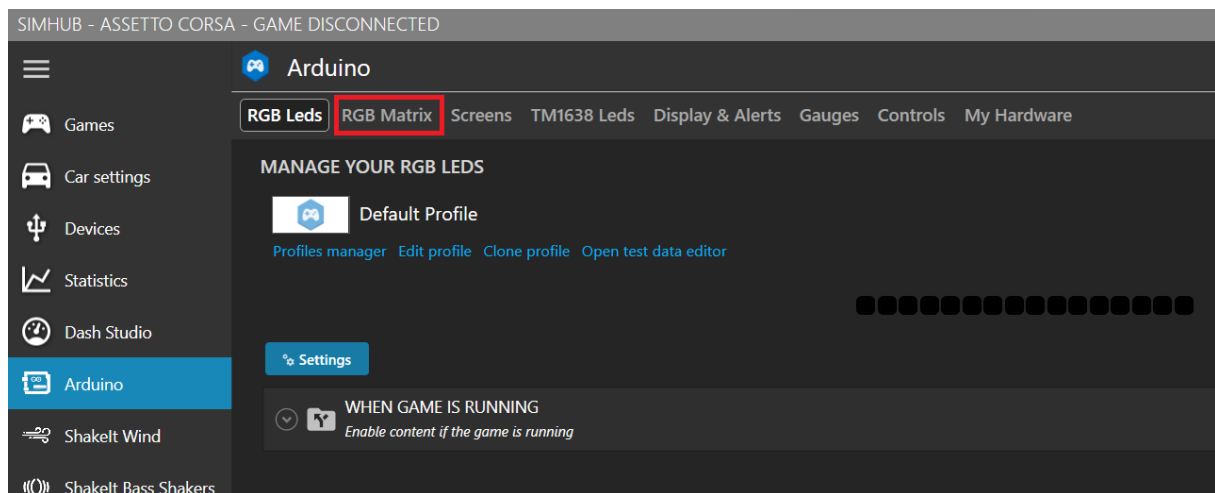 SIMHUB - ASSETTO CORSA - GAME DISCONNECTED
Arduino
RGB Leds RGB Matrix Screens TM1638 Leds Display & Alerts Gauges Controls My Hardware
Games
Car settings
Devices
Statistics
Dash Studio
Arduino
ShakeIt Wind
ShakeIt Bass Shakers
MANAGE YOUR RGB LEDS
Default Profile
Profiles manager Edit profile Clone profile Open test data editor
Settings
WHEN GAME IS RUNNING
Enable content if the game is running